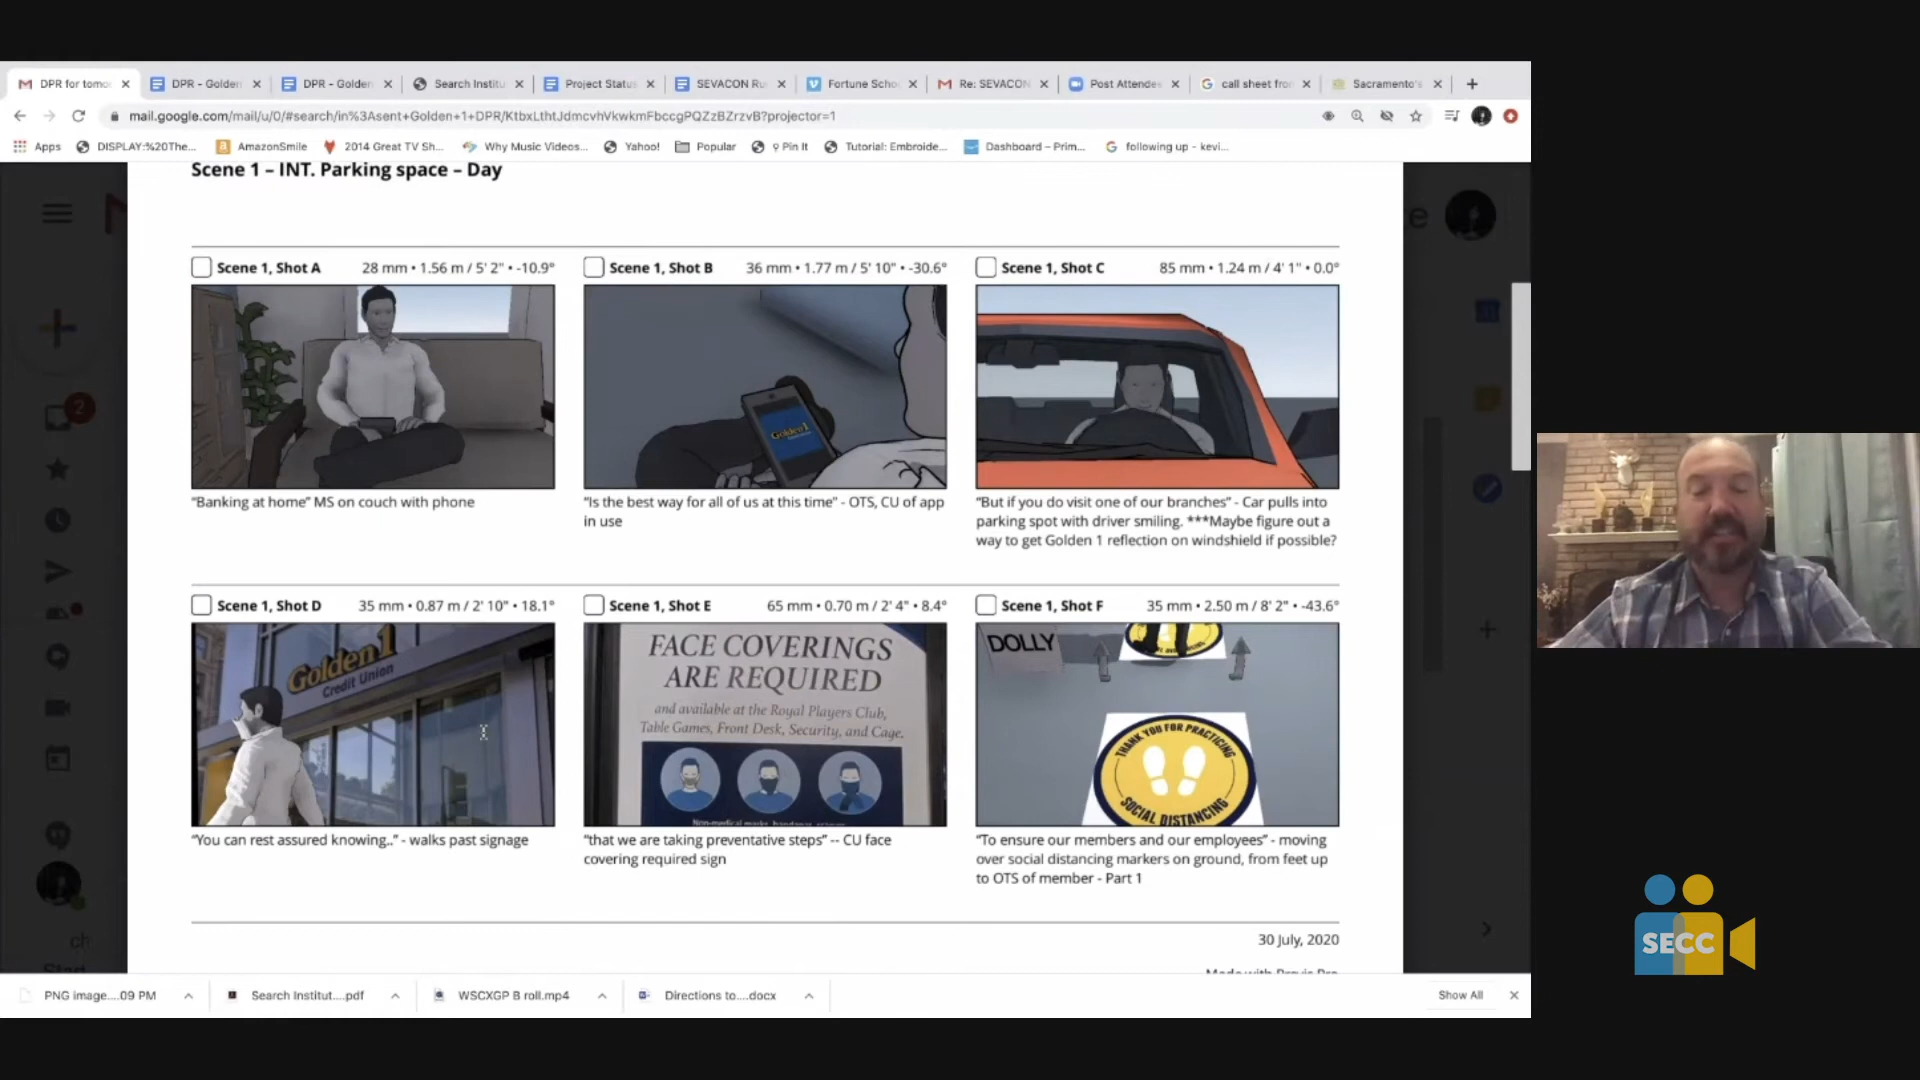 DPR for tomo
DPR - Golden
DPR - Golden
Search Institu
Project Status
SEVACON Ru
Fortune Scho
Re: SEVACON
Post Attendee
call sheet fron
Sacramento's
mail.google.com/mail/u/0/#search/in%3Asent+Golden+1+DPR/KtbxLthtJdmcvhVkwkmFbccgPQZzBZrzvB?projector=1
Apps
DISPLAY:%20The...
AmazonSmile
2014 Great TV Sh...
Why Music Videos...
Yahoo!
Popular
Pin It
Tutorial: Embroide...
Dashboard – Prim...
following up - kevi...
Scene 1 – INT. Parking space – Day
Scene 1, Shot A 28 mm • 1.56 m / 5' 2" • -10.9°
Scene 1, Shot B 36 mm • 1.77 m / 5' 10" • -30.6°
Scene 1, Shot C 85 mm • 1.24 m / 4' 1" • 0.0°
Golden 1
"Banking at home" MS on couch with phone
"Is the best way for all of us at this time" - OTS, CU of app
in use
"But if you do visit one of our branches" - Car pulls into
parking spot with driver smiling. ***Maybe figure out a
way to get Golden 1 reflection on windshield if possible?
Scene 1, Shot D 35 mm • 0.87 m / 2' 10" • 18.1°
Scene 1, Shot E 65 mm • 0.70 m / 2' 4" • 8.4°
Scene 1, Shot F 35 mm • 2.50 m / 8' 2" • -43.6°
Golden 1
Credit Union
FACE COVERINGS
ARE REQUIRED
and available at the Royal Players Club,
Table Games, Front Desk, Security, and Cage.
DOLLY
THANK YOU FOR PRACTICING
SOCIAL DISTANCING
"You can rest assured knowing.." - walks past signage
"that we are taking preventative steps" -- CU face
covering required sign
"To ensure our members and our employees" - moving
over social distancing markers on ground, from feet up
to OTS of member - Part 1
30 July, 2020
Made with Previs Pro
2
ch
Start
PNG image....09 PM
Search Institut....pdf
WSCXGP B roll.mp4
Directions to....docx
Show All
SECC